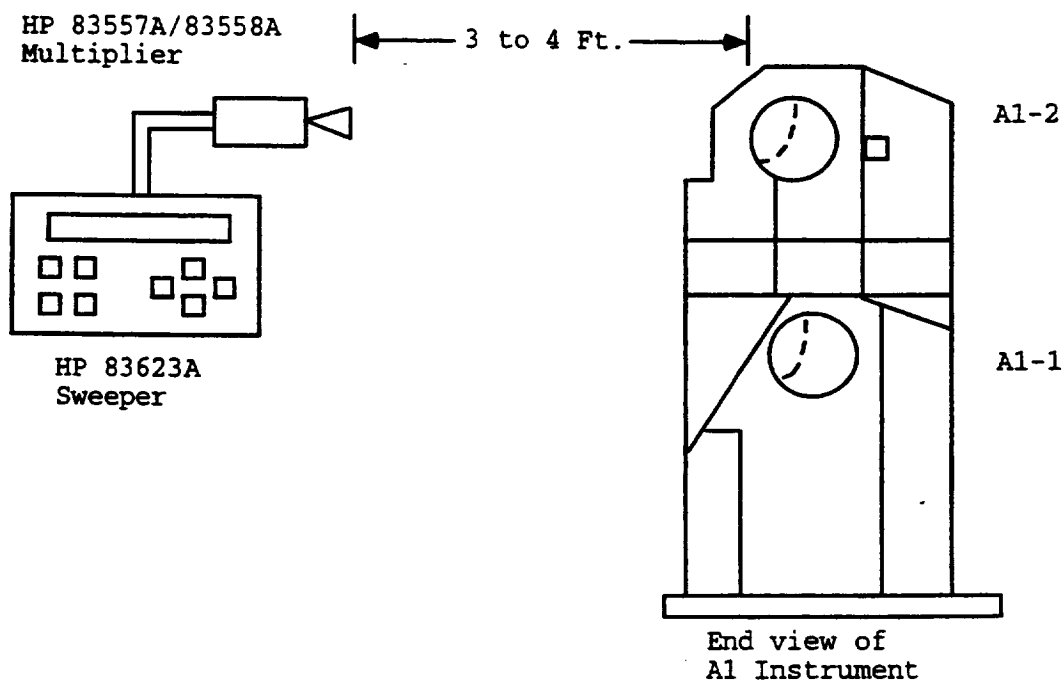 HP 83557A/83558A
Multiplier
3 to 4 Ft.
A1-2
HP 83623A
Sweeper
A1-1
End view of
A1 Instrument